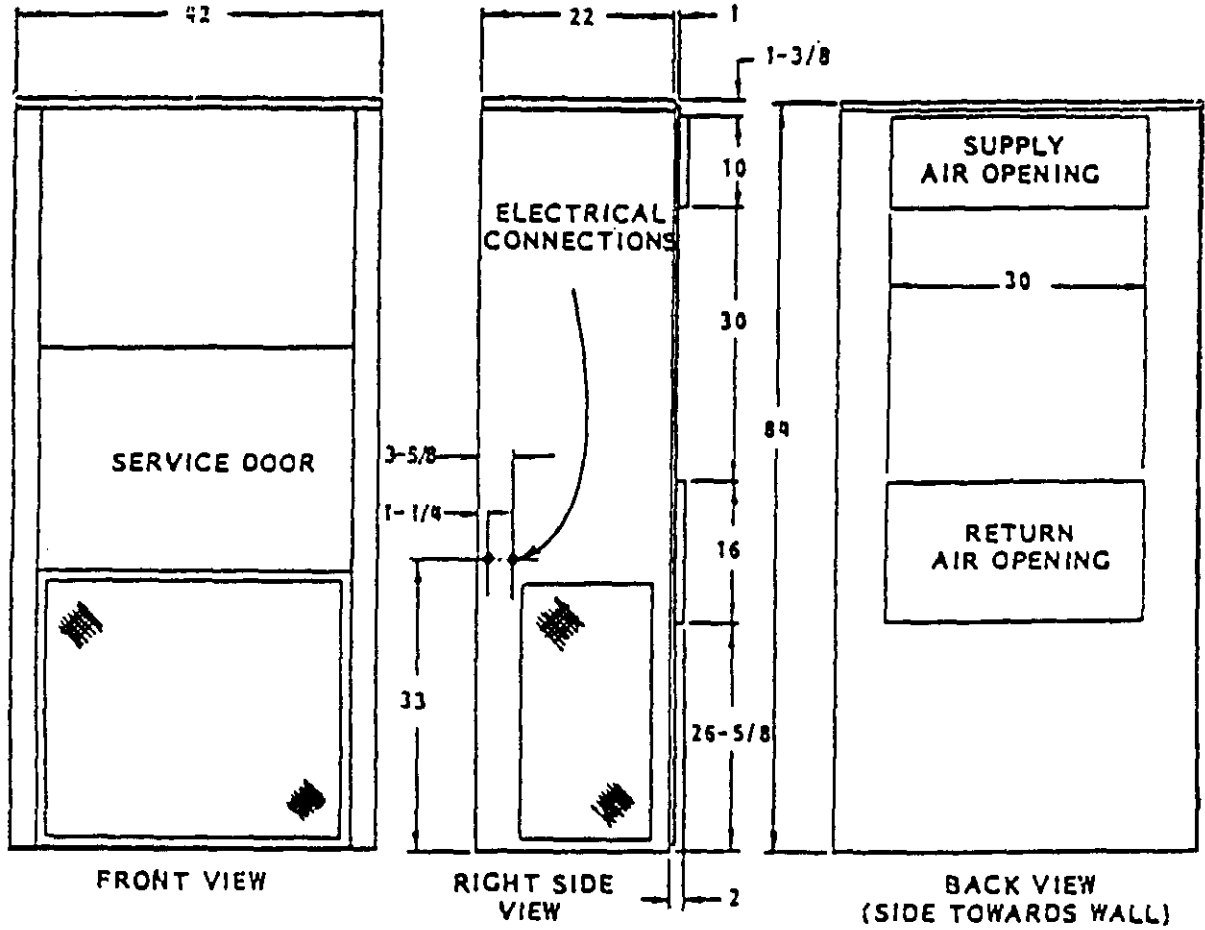 42
22
1
1-3/8
SUPPLY
AIR OPENING
10
ELECTRICAL
CONNECTIONS
30
30
84
SERVICE DOOR
3-5/8
1-1/4
16
RETURN
AIR OPENING
33
26-5/8
2
FRONT VIEW
RIGHT SIDE
VIEW
BACK VIEW
(SIDE TOWARDS WALL)